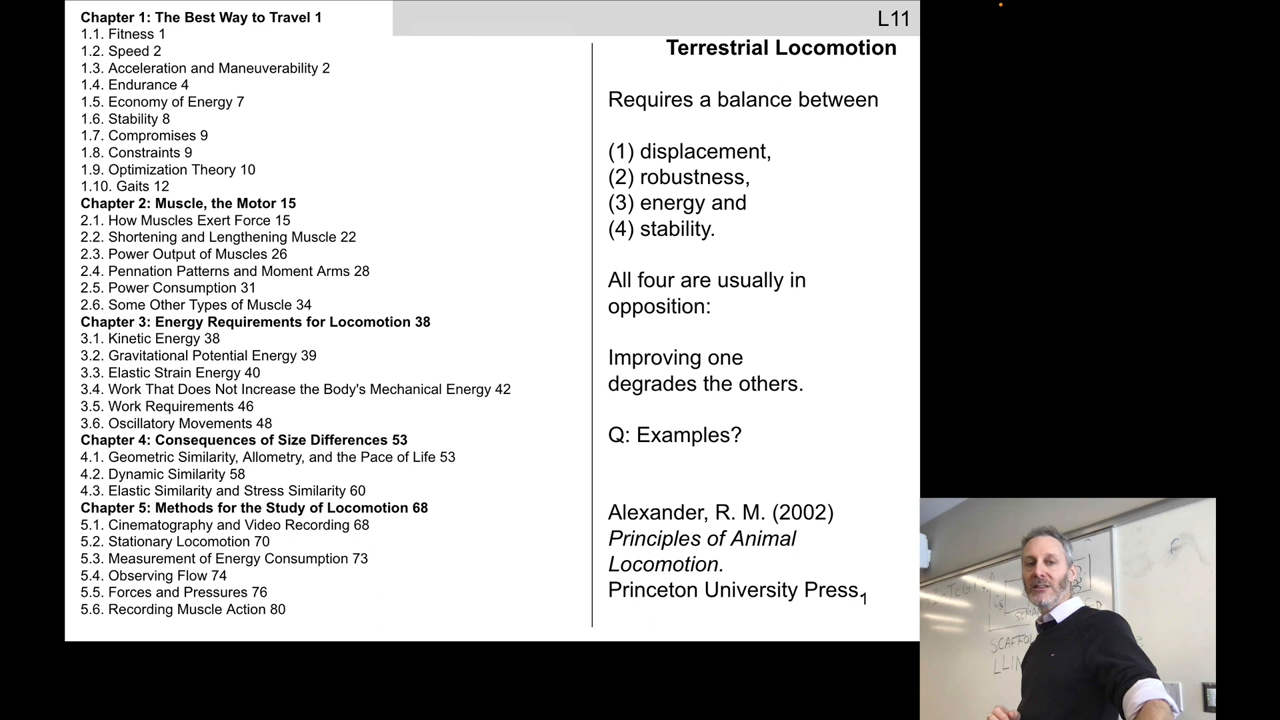 Chapter 1: The Best Way to Travel 1
1.1. Fitness 1
1.2. Speed 2
1.3. Acceleration and Maneuverability 2
1.4. Endurance 4
1.5. Economy of Energy 7
1.6. Stability 8
1.7. Compromises 9
1.8. Constraints 9
1.9. Optimization Theory 10
1.10. Gaits 12
Chapter 2: Muscle, the Motor 15
2.1. How Muscles Exert Force 15
2.2. Shortening and Lengthening Muscle 22
2.3. Power Output of Muscles 26
2.4. Pennation Patterns and Moment Arms 28
2.5. Power Consumption 31
2.6. Some Other Types of Muscle 34
Chapter 3: Energy Requirements for Locomotion 38
3.1. Kinetic Energy 38
3.2. Gravitational Potential Energy 39
3.3. Elastic Strain Energy 40
3.4. Work That Does Not Increase the Body's Mechanical Energy 42
3.5. Work Requirements 46
3.6. Oscillatory Movements 48
Chapter 4: Consequences of Size Differences 53
4.1. Geometric Similarity, Allometry, and the Pace of Life 53
4.2. Dynamic Similarity 58
4.3. Elastic Similarity and Stress Similarity 60
Chapter 5: Methods for the Study of Locomotion 68
5.1. Cinematography and Video Recording 68
5.2. Stationary Locomotion 70
5.3. Measurement of Energy Consumption 73
5.4. Observing Flow 74
5.5. Forces and Pressures 76
5.6. Recording Muscle Action 80
L11
Terrestrial Locomotion
Requires a balance between
(1) displacement,
(2) robustness,
(3) energy and
(4) stability.
All four are usually in
opposition:
Improving one
degrades the others.
Q: Examples?
Alexander, R. M. (2002)
Principles of Animal
Locomotion.
Princeton University Press.
1